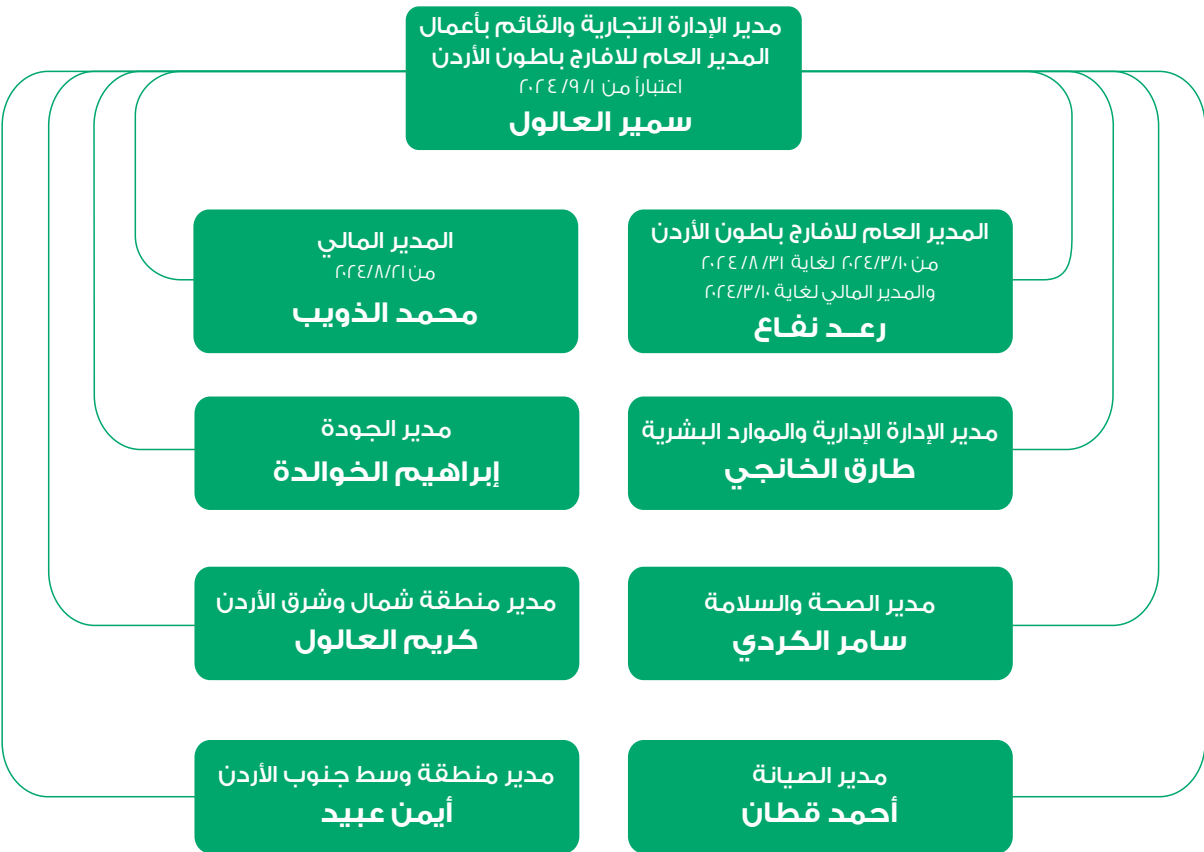 مدير الإدارة التجارية والقائم بأعمال
المدير العام للافارج باطون الأردن
اعتباراً من ٢٠٢٤/٩/١
سمير العالول
المدير العام للافارج باطون الأردن
من ٢٠٢٤/٣/١٠ لغاية ٢٠٢٤/٨/٣١
والمدير المالي لغاية ٢٠٢٤/٣/١٠
رعــد نفــاع
المدير المالي
من ٢٠٢٤/٨/٢١
محمد الذويب
مدير الإدارة الإدارية والموارد البشرية
طارق الخانجي
مدير الجودة
إبراهيم الخوالدة
مدير الصحة والسلامة
سامر الكردي
مدير منطقة شمال وشرق الأردن
كريم العالول
مدير الصيانة
أحمد قطان
مدير منطقة وسط جنوب الأردن
أيمن عبيد